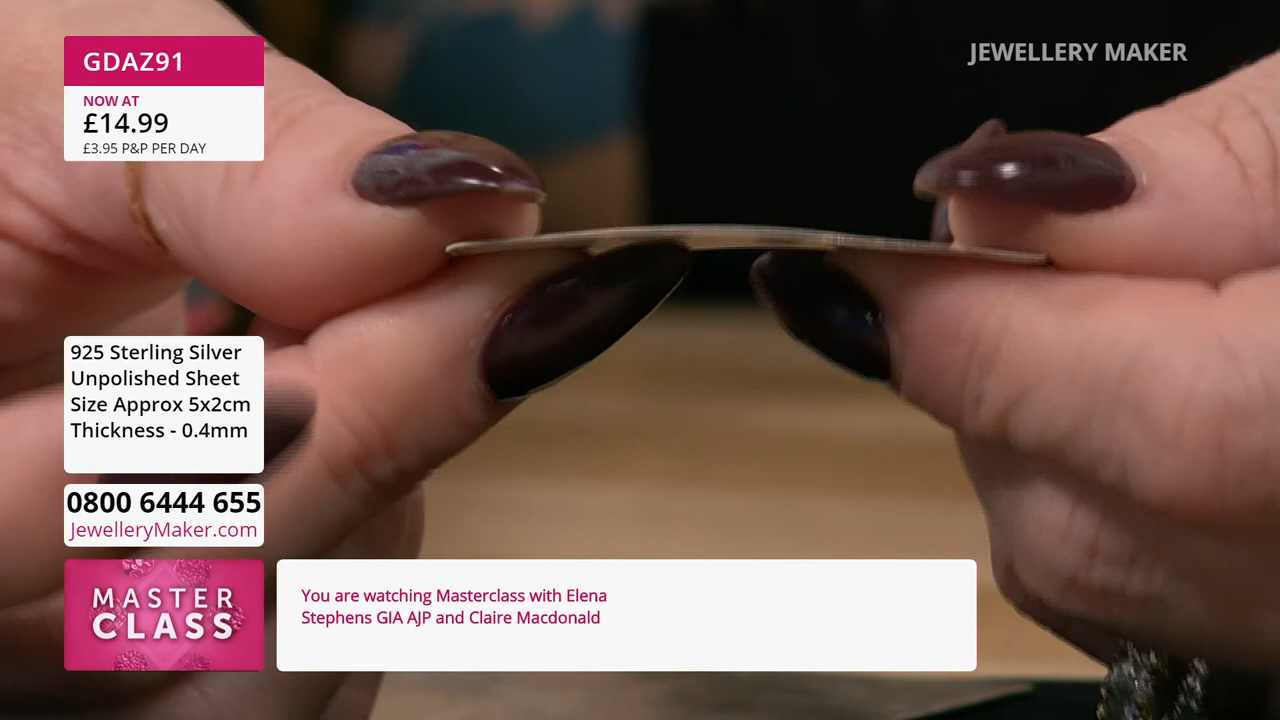 GDAZ91
NOW AT
£14.99
£3.95 P&P PER DAY
JEWELLERY MAKER
925 Sterling Silver
Unpolished Sheet
Size Approx 5x2cm
Thickness - 0.4mm
0800 6444 655
JewelleryMaker.com
MASTER
CLASS
You are watching Masterclass with Elena
Stephens GIA AJP and Claire Macdonald